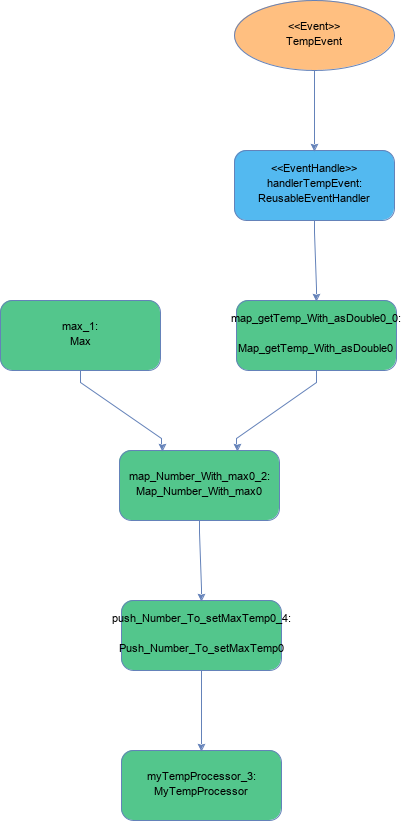 <<Event>>
TempEvent
<<EventHandle>>
handlerTempEvent:
ReusableEventHandler
max_1:
Max
map_getTemp_With_asDouble0_0:
Map_getTemp_With_asDouble0
map_Number_With_max0_2:
Map_Number_With_max0
push_Number_To_setMaxTemp0_4:
Push_Number_To_setMaxTemp0
myTempProcessor_3:
MyTempProcessor